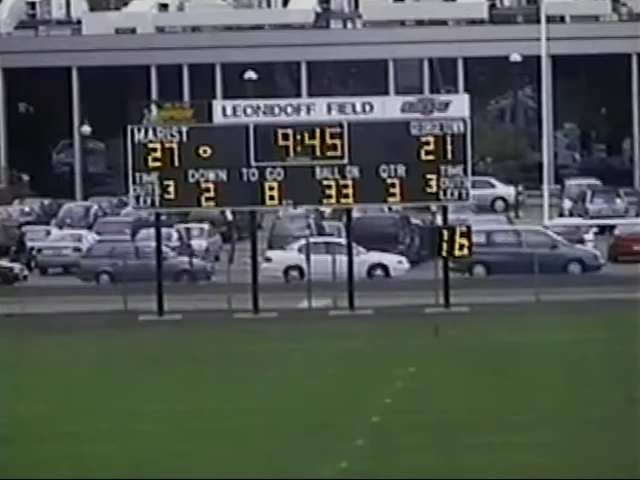 LEONIDOFF FIELD
MARIST 9:45
27 21
TIME OUTS LEFT 3 DOWN 2 TO GO 8 BALL ON 33 QTR 3 3 TIME OUTS LEFT
16